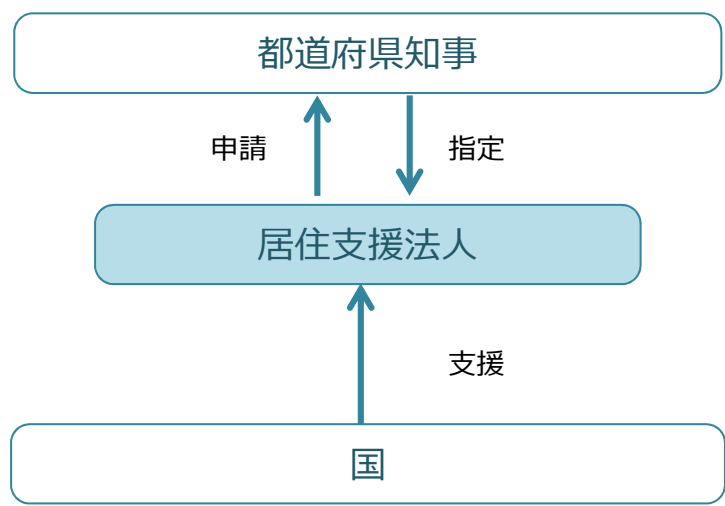 都道府県知事
申請
指定
居住支援法人
支援
国